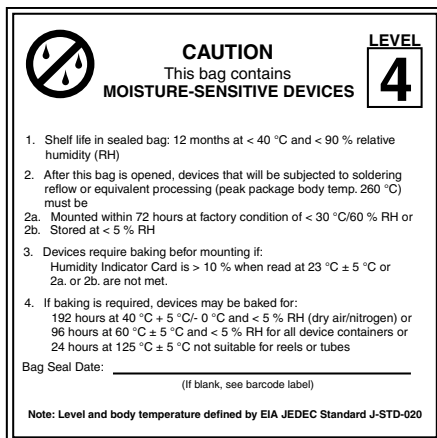 LEVEL
4
CAUTION
This bag contains
MOISTURE-SENSITIVE DEVICES
1. Shelf life in sealed bag: 12 months at < 40 °C and < 90 % relative
humidity (RH)
2. After this bag is opened, devices that will be subjected to soldering
reflow or equivalent processing (peak package body temp. 260 °C)
must be
2a. Mounted within 72 hours at factory condition of < 30 °C/60 % RH or
2b. Stored at < 5 % RH
3. Devices require baking befor mounting if:
Humidity Indicator Card is > 10 % when read at 23 °C ± 5 °C or
2a. or 2b. are not met.
4. If baking is required, devices may be baked for:
192 hours at 40 °C + 5 °C/- 0 °C and < 5 % RH (dry air/nitrogen) or
96 hours at 60 °C ± 5 °C and < 5 % RH for all device containers or
24 hours at 125 °C ± 5 °C not suitable for reels or tubes
Bag Seal Date:
(If blank, see barcode label)
Note: Level and body temperature defined by EIA JEDEC Standard J-STD-020